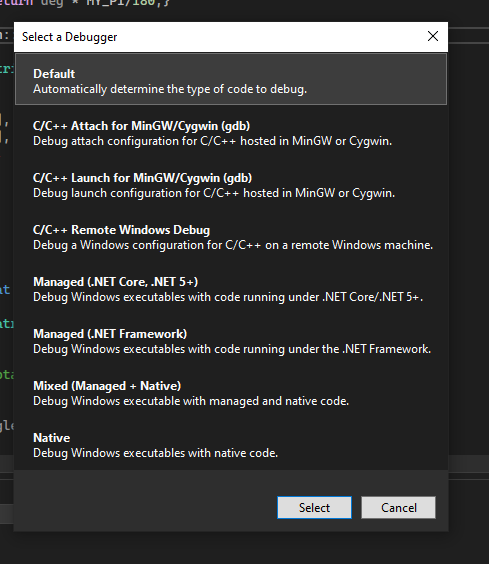 return deg * MY_PI/180;}
Select a Debugger
Default
Automatically determine the type of code to debug.
C/C++ Attach for MinGW/Cygwin (gdb)
Debug attach configuration for C/C++ hosted in MinGW or Cygwin.
C/C++ Launch for MinGW/Cygwin (gdb)
Debug launch configuration for C/C++ hosted in MinGW or Cygwin.
C/C++ Remote Windows Debug
Debug a Windows configuration for C/C++ on a remote Windows machine.
Managed (.NET Core, .NET 5+)
Debug Windows executables with code running under .NET Core/.NET 5+.
Managed (.NET Framework)
Debug Windows executables with code running under the .NET Framework.
Mixed (Managed + Native)
Debug Windows executable with managed and native code.
Native
Debug Windows executables with native code.
Select
Cancel